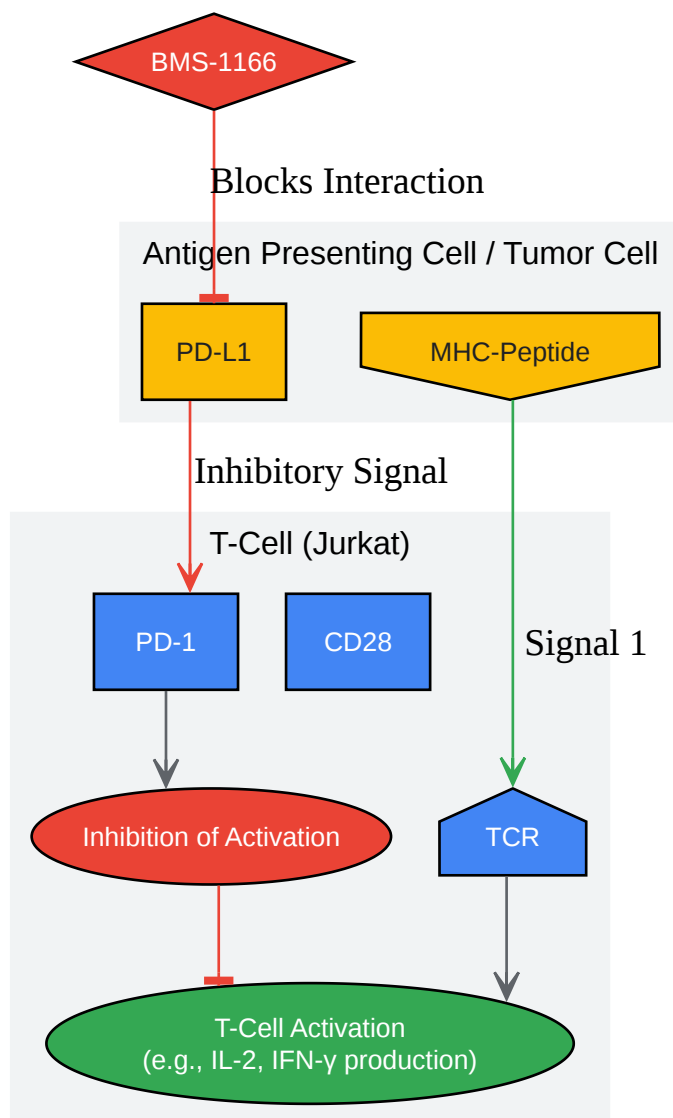 BMS-1166
Blocks Interaction
Antigen Presenting Cell / Tumor Cell
PD-L1
MHC-Peptide
Inhibitory Signal
T-Cell (Jurkat)
PD-1
CD28
Signal 1
Inhibition of Activation
TCR
T-Cell Activation
(e.g., IL-2, IFN-γ production)